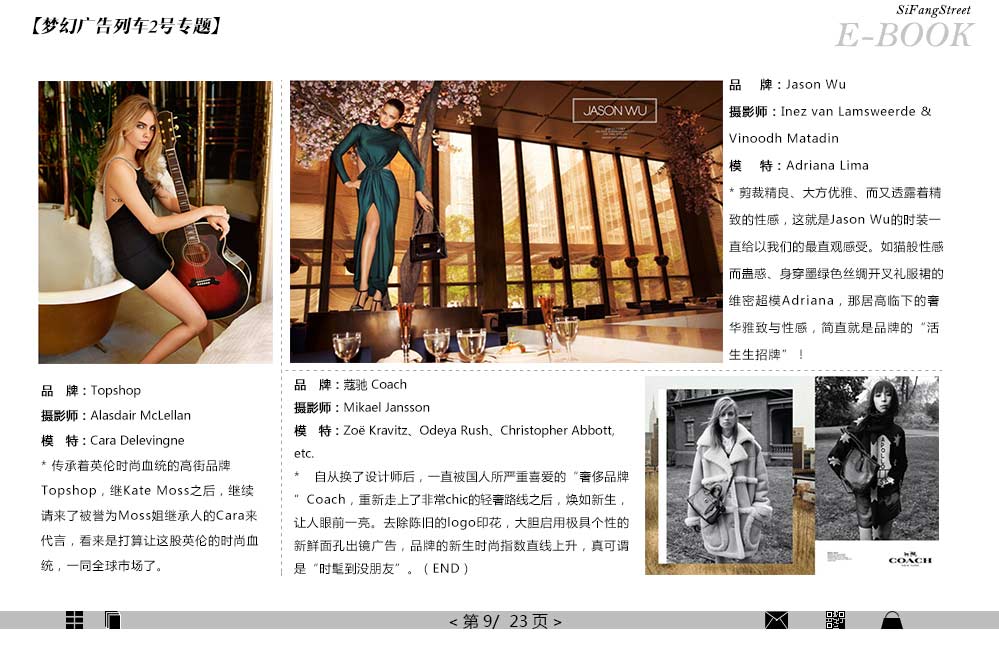 【梦幻广告列车2号专题】
SiFangStreet
E-BOOK
JASON WU
品 牌：Jason Wu
摄影师：Inez van Lamsweerde &
Vinoodh Matadin
模 特：Adriana Lima
* 剪裁精良、大方优雅、而又透露着精
致的性感，这就是Jason Wu的时装一
直给以我们的最直观感受。如猫般性感
而蛊惑、身穿墨绿色丝绸开叉礼服裙的
维密超模Adriana，那居高临下的奢
华雅致与性感，简直就是品牌的“活
生生招牌”！
品 牌：Topshop
摄影师：Alasdair McLellan
模 特：Cara Delevingne
* 传承着英伦时尚血统的高街品牌
Topshop，继Kate Moss之后，继续
请来了被誉为Moss姐继承人的Cara来
代言，看来是打算让这股英伦的时尚血
统，一同全球市场了。
品 牌：蔻驰 Coach
摄影师：Mikael Jansson
模 特：Zoë Kravitz、Odeya Rush、Christopher Abbott,
etc.
* 自从换了设计师后，一直被国人所严重喜爱的“奢侈品牌
”Coach，重新走上了非常chic的轻奢路线之后，焕如新生，
让人眼前一亮。去除陈旧的logo印花，大胆启用极具个性的
新鲜面孔出镜广告，品牌的新生时尚指数直线上升，真可谓
是“时髦到没朋友”。（END）
APOLLO
COACH
< 第 9/ 23 页 >